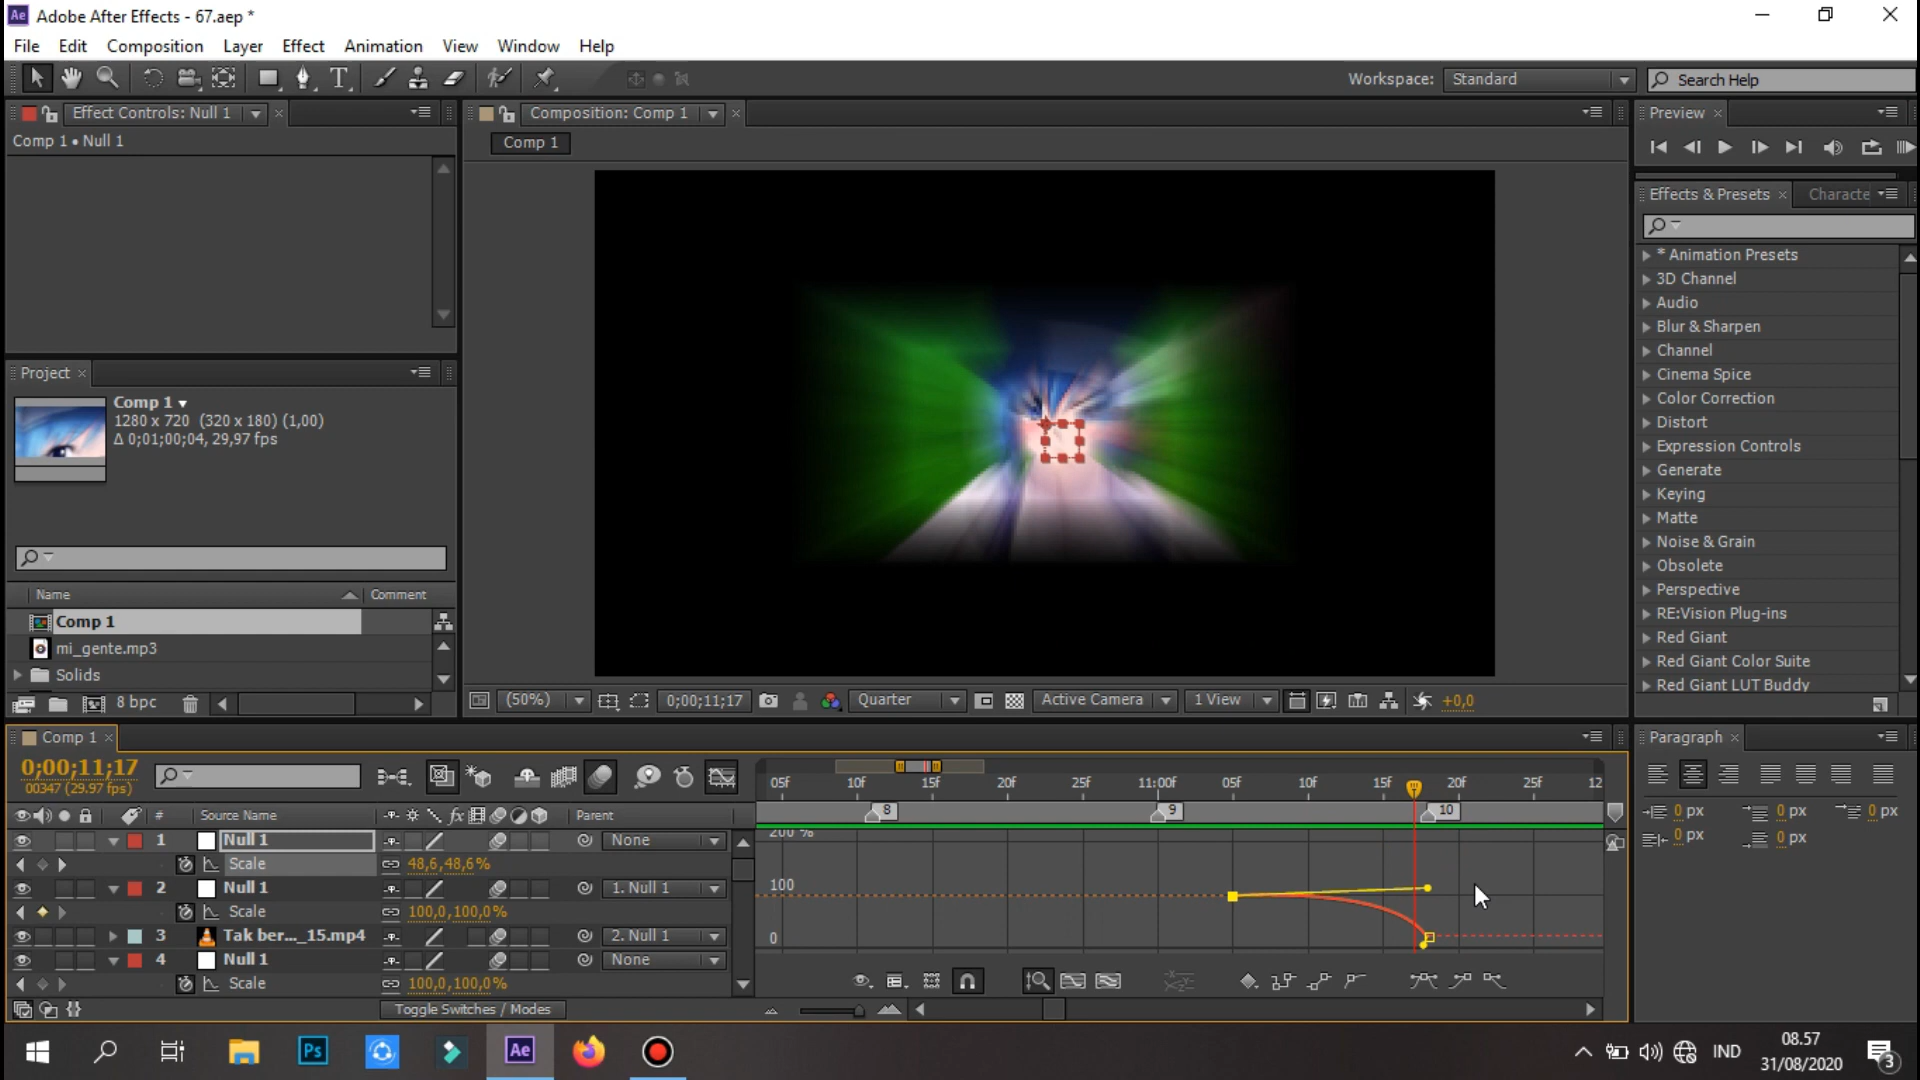 Ae Adobe After Effects - 67.aep *
File Edit Composition Layer Effect Animation View Window Help
T Workspace: Standard Search Help
Effect Controls: Null 1
Comp 1 • Null 1
Composition: Comp 1
Comp 1
Preview
Effects & Presets Characte
* Animation Presets
3D Channel
Audio
Blur & Sharpen
Channel
Cinema Spice
Color Correction
Distort
Expression Controls
Generate
Keying
Matte
Noise & Grain
Obsolete
Perspective
RE:Vision Plug-ins
Red Giant
Red Giant Color Suite
Red Giant LUT Buddy
Project
Comp 1
1280 x 720 (320 x 180) (1,00)
Δ 0;01;00;04, 29,97 fps
Name Comment
Comp 1
mi_gente.mp3
Solids
8 bpc
(50%) 0;00;11;17 Quarter Active Camera 1 View +0,0
Comp 1
0;00;11;17
00347 (29.97 fps)
05f 10f 15f 20f 25f 11:00f 05f 10f 15f 20f 25f 12
8 9 10
# Source Name fx Parent
200 %
100
0
1 Null 1 None
Scale 48,6,48,6%
2 Null 1 1. Null 1
Scale 100,0,100,0%
3 Tak ber..._15.mp4 2. Null 1
4 Null 1 None
Scale 100,0,100,0%
Toggle Switches / Modes
Paragraph
0 px 0 px 0 px
0 px 0 px
Ps Ae
IND
08.57
31/08/2020
3